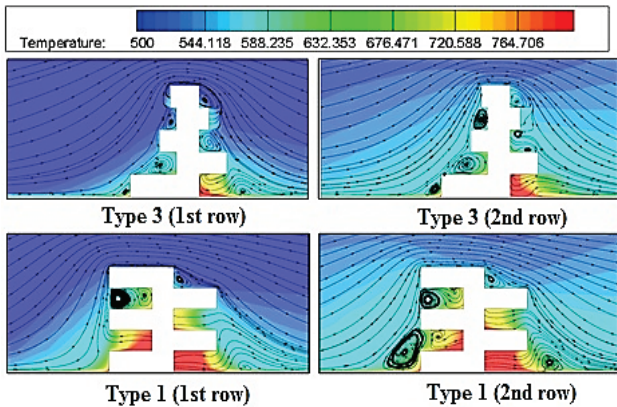 Temperature: 500 544.118 588.235 632.353 676.471 720.588 764.706
Type 3 (1st row) Type 3 (2nd row)
Type 1 (1st row) Type 1 (2nd row)